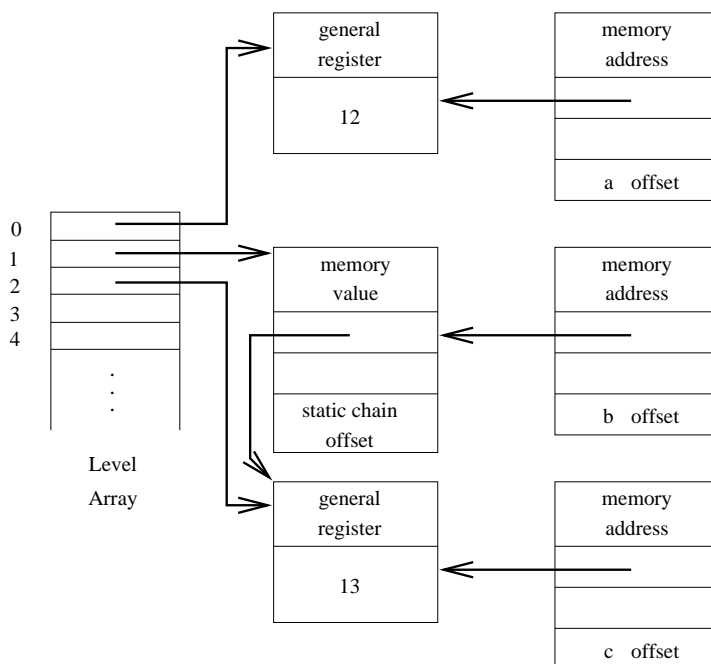 general
register
12
memory
address
a offset
0
1
2
3
4
Level
Array
memory
value
static chain
offset
memory
address
b offset
general
register
13
memory
address
c offset